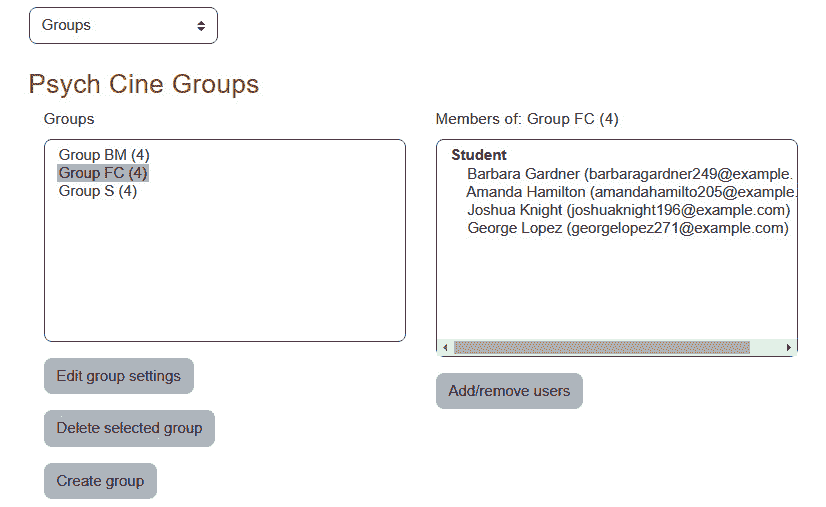 Groups
Psych Cine Groups
Groups
Group BM (4)
Group FC (4)
Group S (4)
Edit group settings
Delete selected group
Create group
Members of: Group FC (4)
Student
Barbara Gardner (barbaragardner249@example.
Amanda Hamilton (amandahamilto205@example.
Joshua Knight (joshuaknight196@example.com)
George Lopez (georgelopez271@example.com)
Add/remove users